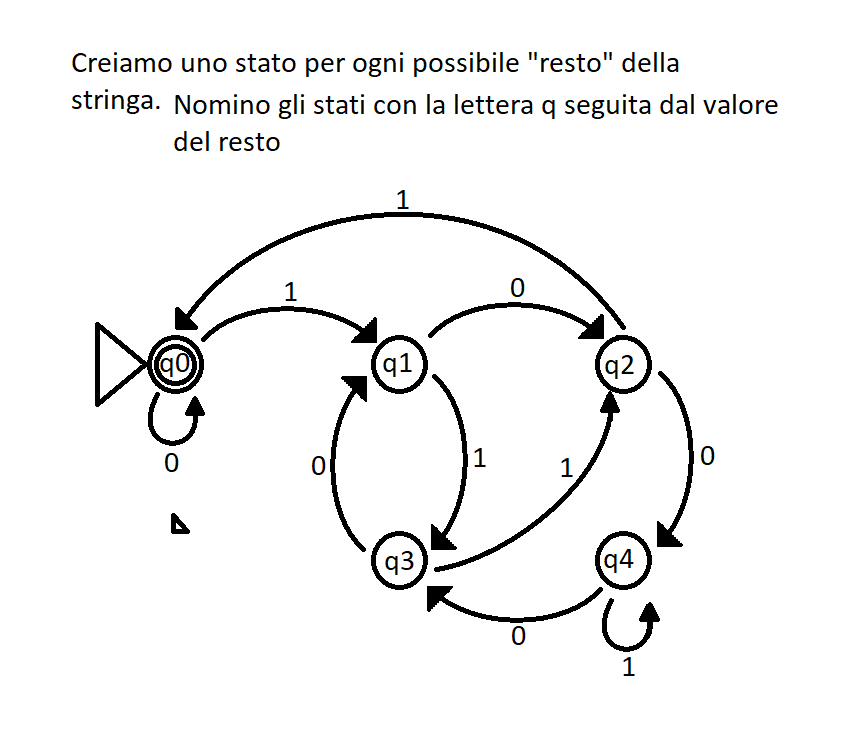 Creiamo uno stato per ogni possibile "resto" della
stringa. Nomino gli stati con la lettera q seguita dal valore
del resto
1
1
0
q0
q1
q2
0
0
1
1
0
q3
q4
0
1